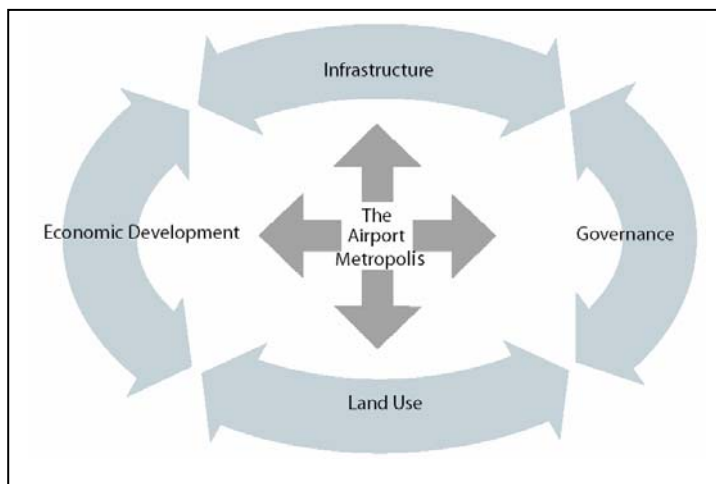 Infrastructure
Economic Development
The
Airport
Metropolis
Governance
Land Use